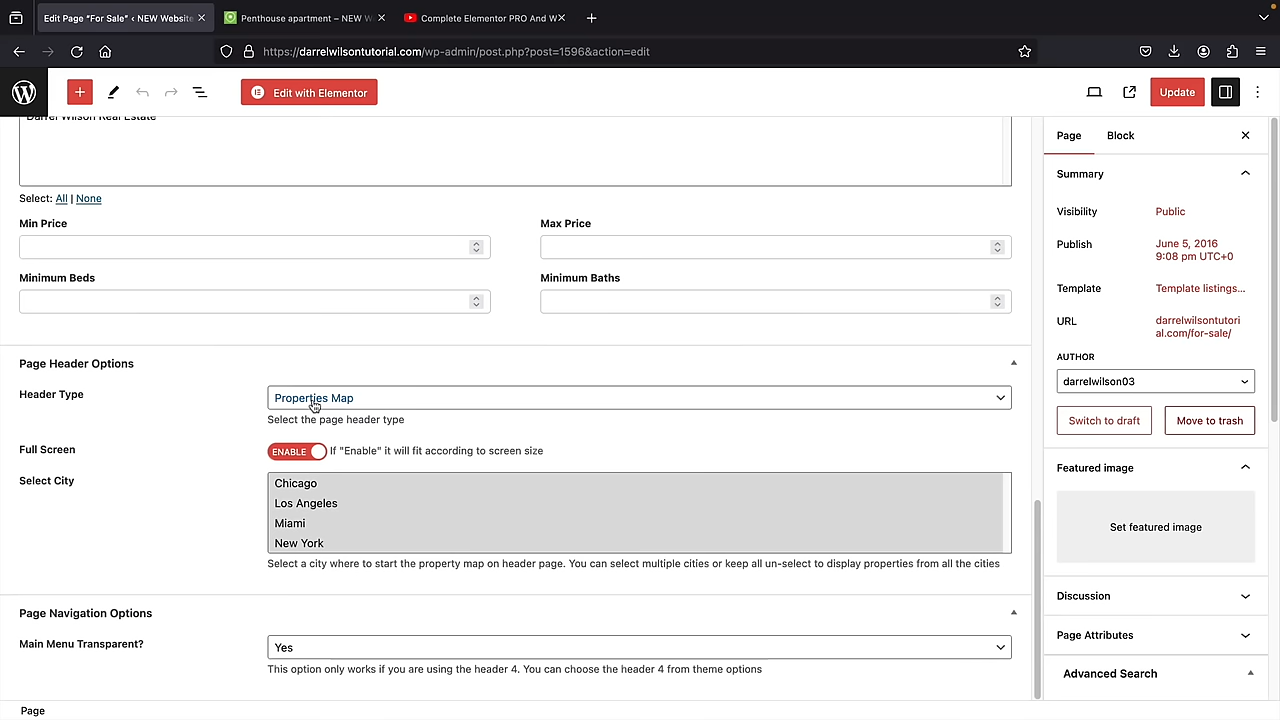 Edit Page “For Sale” ‹ NEW Website
Penthouse apartment – NEW W
Complete Elementor PRO And W
https://darrelwilsontutorial.com/wp-admin/post.php?post=1596&action=edit
Edit with Elementor
Update
Darrel Wilson Real Estate
Select: All | None
Min Price
Max Price
Minimum Beds
Minimum Baths
Page Header Options
Header Type
Properties Map
Select the page header type
Full Screen
ENABLE
If "Enable" it will fit according to screen size
Select City
Chicago
Los Angeles
Miami
New York
Select a city where to start the property map on header page. You can select multiple cities or keep all un-select to display properties from all the cities
Page Navigation Options
Main Menu Transparent?
Yes
This option only works if you are using the header 4. You can choose the header 4 from theme options
Page
Page
Block
Summary
Visibility
Public
Publish
June 5, 2016
9:08 pm UTC+0
Template
Template listings...
URL
darrelwilsontutori
al.com/for-sale/
AUTHOR
darrelwilson03
Switch to draft
Move to trash
Featured image
Set featured image
Discussion
Page Attributes
Advanced Search